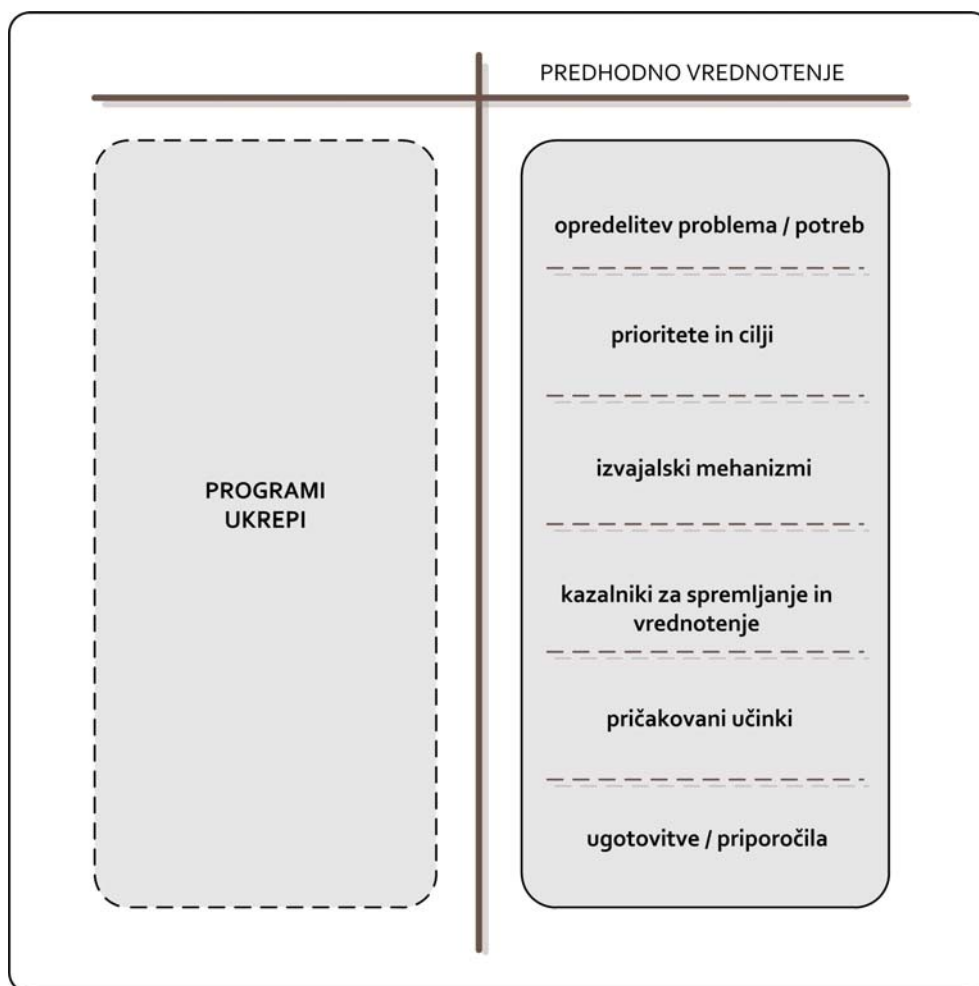 PREDHODNO VREDNOTENJE
PROGRAMI
UKREPI
opredelitev problema / potreb
prioritete in cilji
izvajalski mehanizmi
kazalniki za spremljanje in
vrednotenje
pričakovani učinki
ugotovitve / priporočila